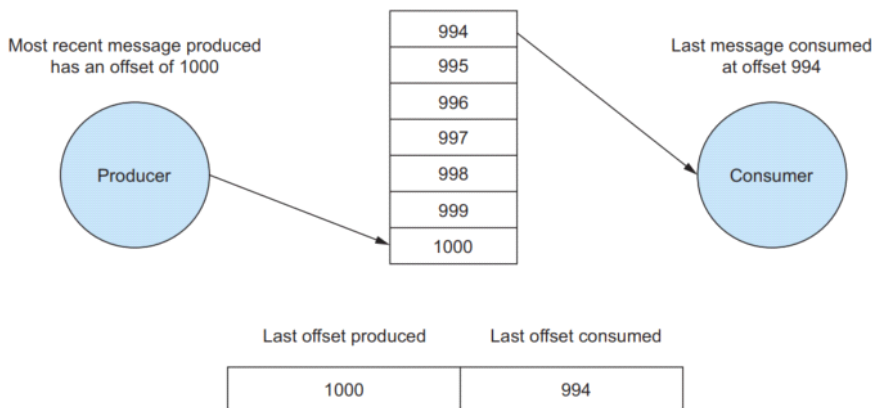 Most recent message produced
has an offset of 1000
Producer
994
995
996
997
998
999
1000
Last message consumed
at offset 994
Consumer
Last offset produced
Last offset consumed
1000
994